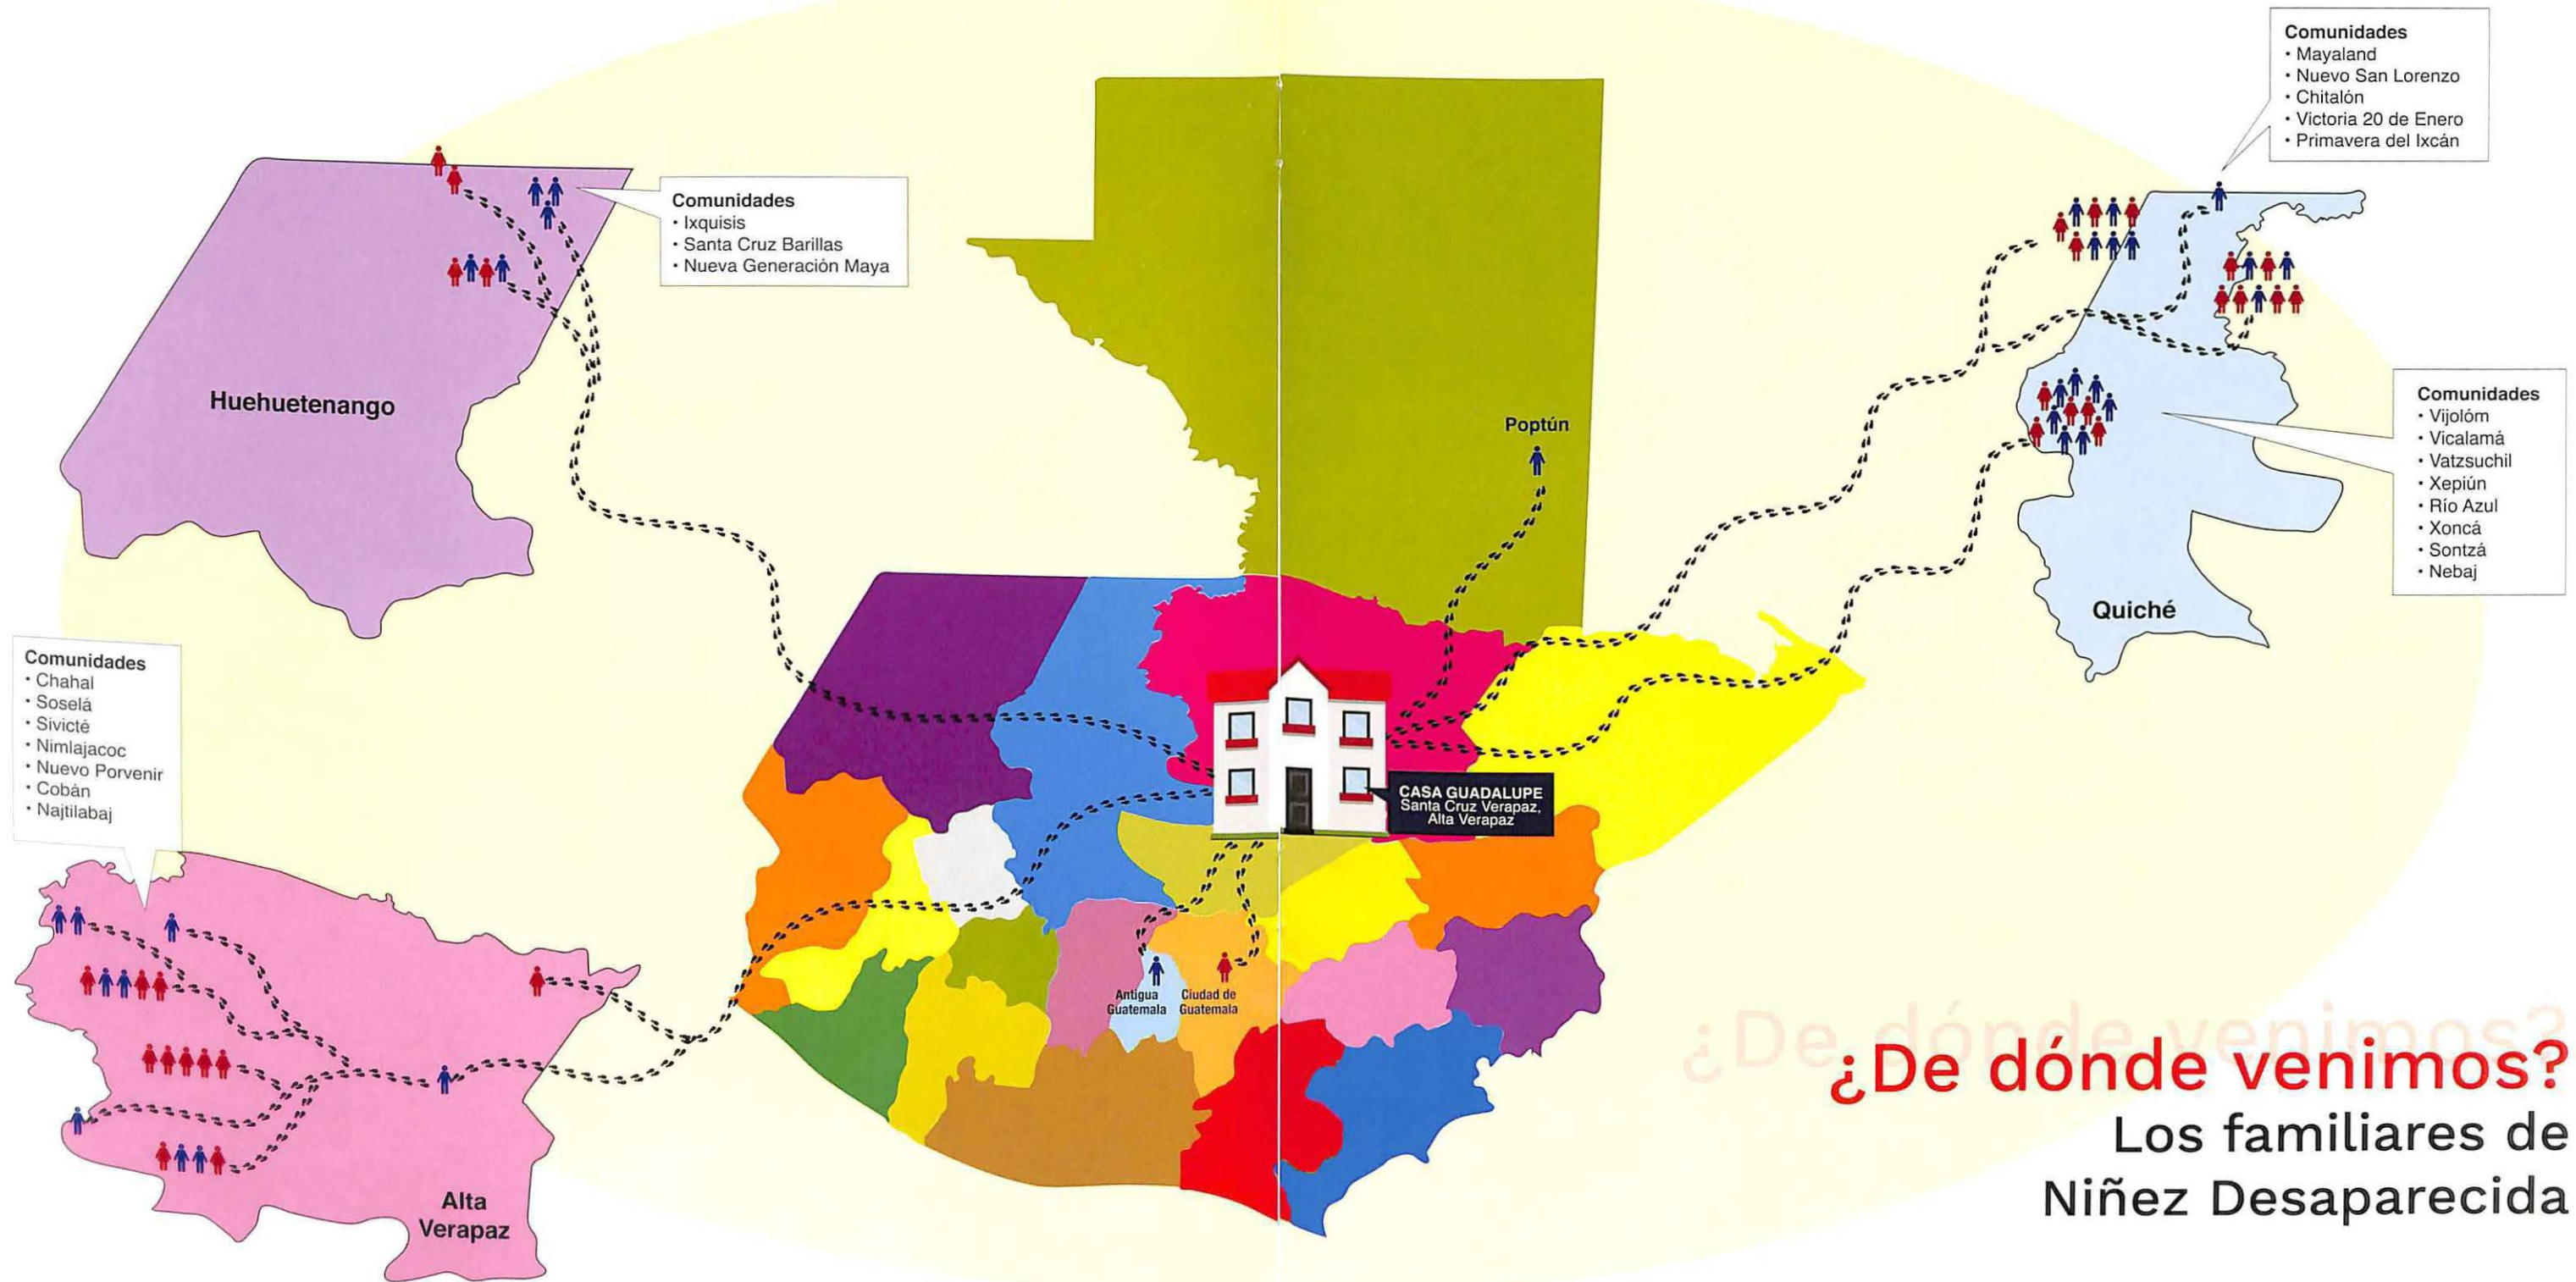 Comunidades
• Mayaland
• Nuevo San Lorenzo
• Chitalón
• Victoria 20 de Enero
• Primavera del Ixcán
Comunidades
• Ixquisis
• Santa Cruz Barillas
• Nueva Generación Maya
Huehuetenango
Poptún
Comunidades
• Vijolóm
• Vicalamá
• Vatzsuchil
• Xepiún
• Río Azul
• Xoncá
• Sontzá
• Nebaj
Quiché
Comunidades
• Chahal
• Soselá
• Sivicté
• Nimlajacoc
• Nuevo Porvenir
• Cobán
• Najtilabaj
CASA GUADALUPE
Santa Cruz Verapaz,
Alta Verapaz
Antigua
Guatemala
Ciudad de
Guatemala
Alta
Verapaz
¿De dónde venimos?
¿De dónde venimos?
Los familiares de
Niñez Desaparecida